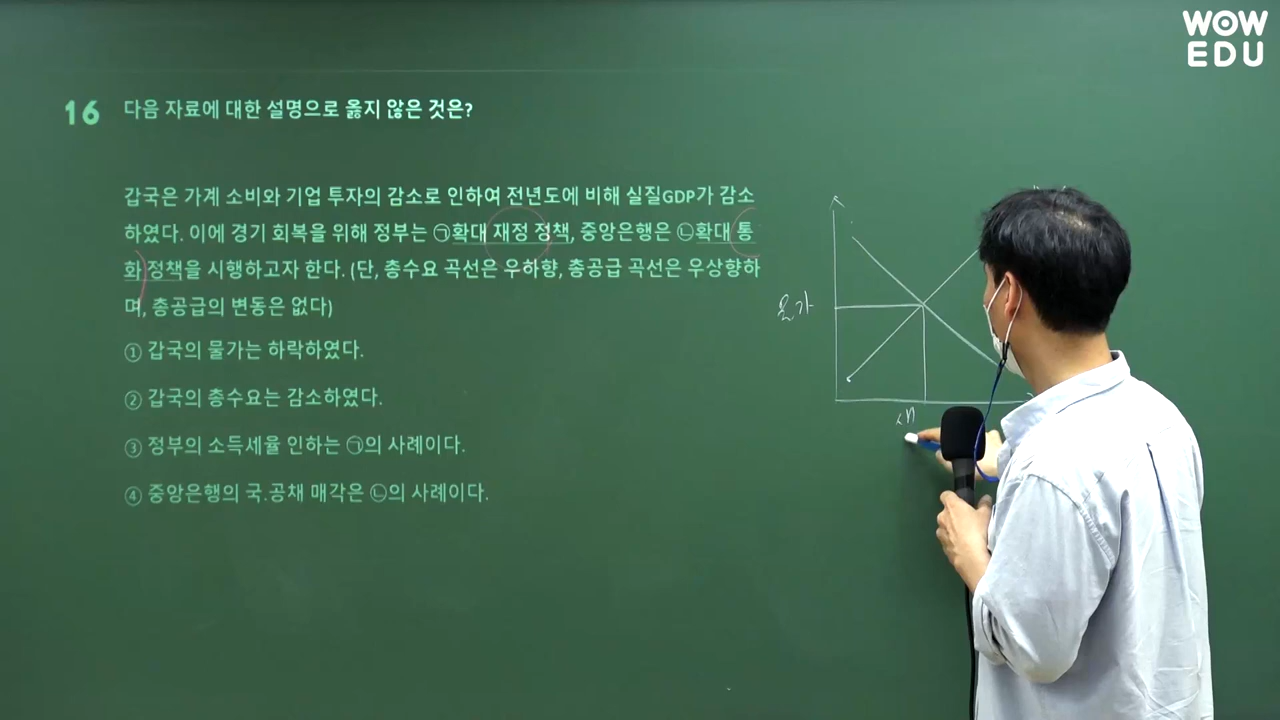 WOW
EDU
16 다음 자료에 대한 설명으로 옳지 않은 것은?
갑국은 가계 소비와 기업 투자의 감소로 인하여 전년도에 비해 실질GDP가 감소
하였다. 이에 경기 회복을 위해 정부는 ㉠확대 재정 정책, 중앙은행은 ㉡확대 통
화 정책을 시행하고자 한다. (단, 총수요 곡선은 우하향, 총공급 곡선은 우상향하
며, 총공급의 변동은 없다)
① 갑국의 물가는 하락하였다.
② 갑국의 총수요는 감소하였다.
③ 정부의 소득세율 인하는 ㉠의 사례이다.
④ 중앙은행의 국.공채 매각은 ㉡의 사례이다.
물가